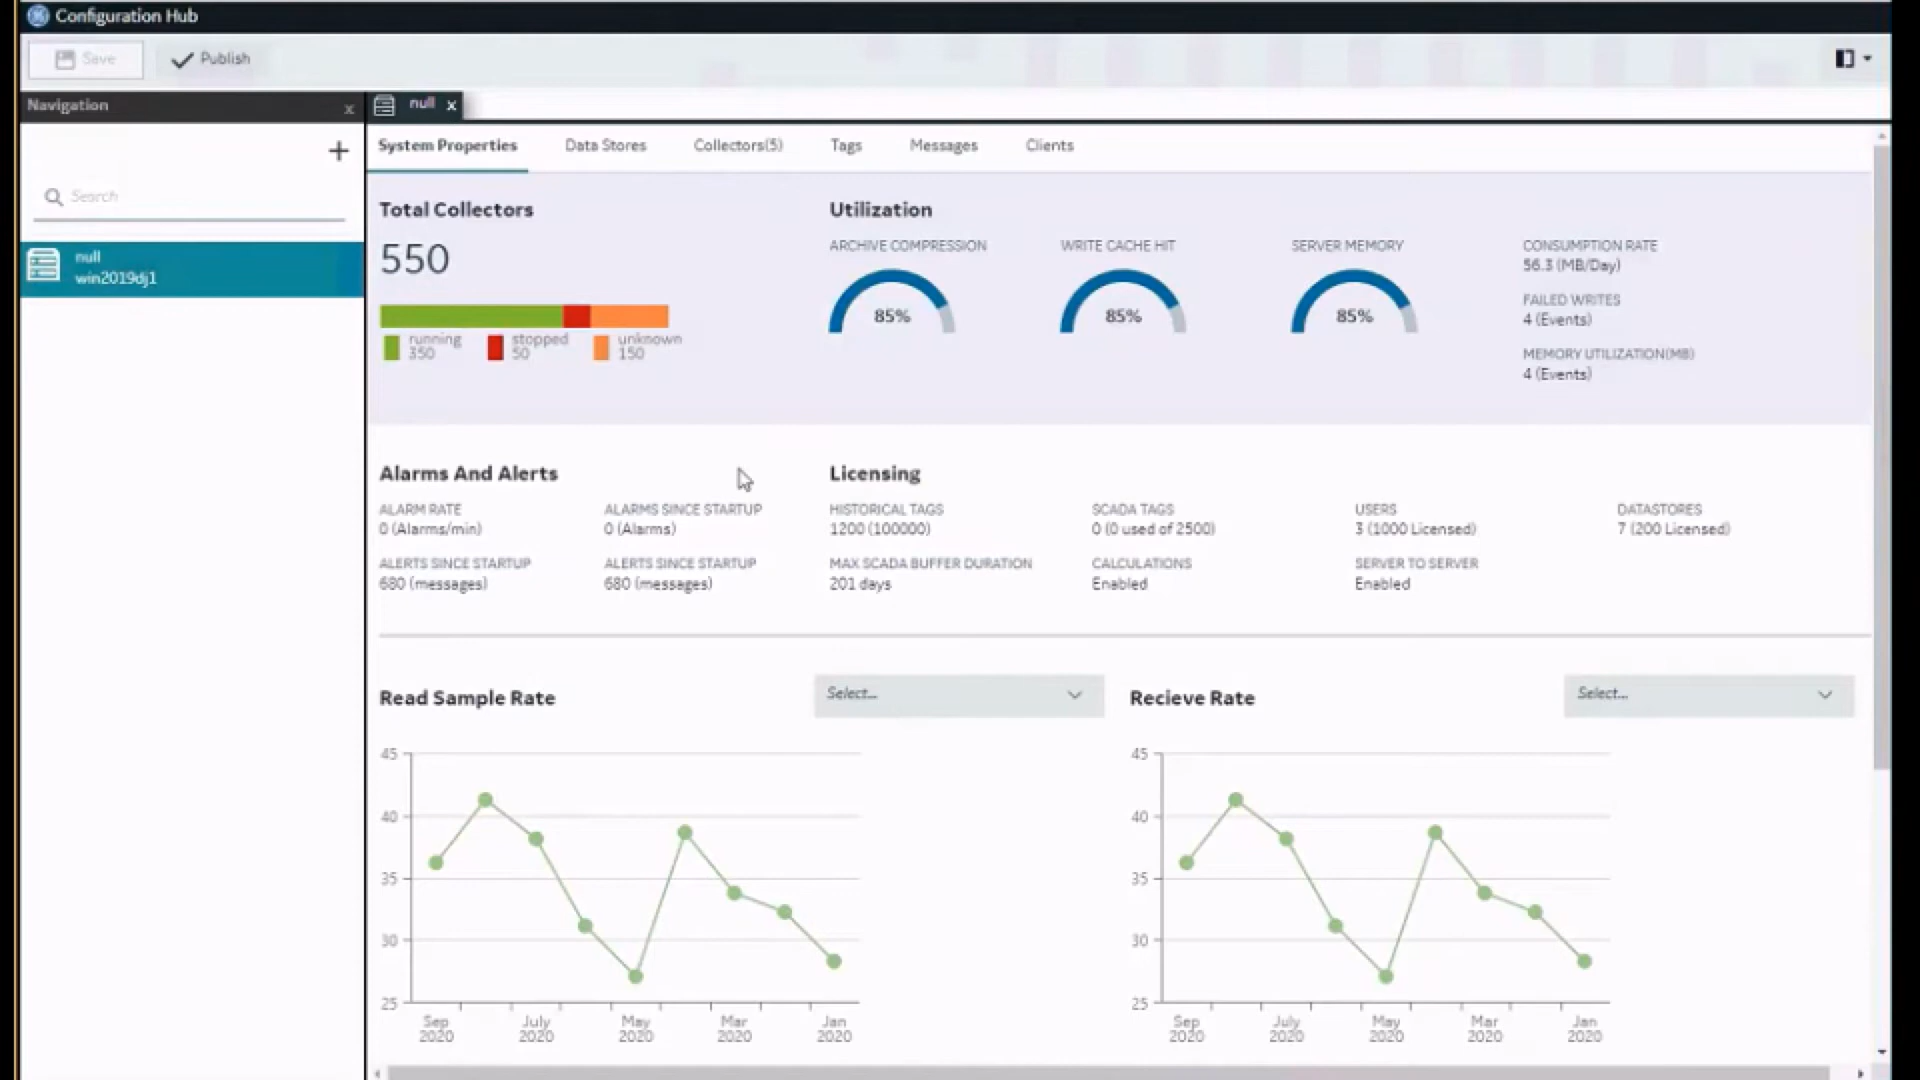 Configuration Hub
Save
Publish
Navigation x
null x
System Properties Data Stores Collectors(5) Tags Messages Clients
Search
null
win2019dj1
Total Collectors
550
running
350
stopped
50
unknown
150
Utilization
ARCHIVE COMPRESSION
85%
WRITE CACHE HIT
85%
SERVER MEMORY
85%
CONSUMPTION RATE
56.3 (MB/Day)
FAILED WRITES
4 (Events)
MEMORY UTILIZATION(MB)
4 (Events)
Alarms And Alerts
ALARM RATE
0 (Alarms/min)
ALARMS SINCE STARTUP
0 (Alarms)
ALERTS SINCE STARTUP
680 (messages)
ALERTS SINCE STARTUP
680 (messages)
Licensing
HISTORICAL TAGS
1200 (100000)
SCADA TAGS
0 (0 used of 2500)
USERS
3 (1000 Licensed)
DATASTORES
7 (200 Licensed)
MAX SCADA BUFFER DURATION
201 days
CALCULATIONS
Enabled
SERVER TO SERVER
Enabled
Read Sample Rate
Select...
45
40
35
30
25
Sep 2020
July 2020
May 2020
Mar 2020
Jan 2020
Recieve Rate
Select...
45
40
35
30
25
Sep 2020
July 2020
May 2020
Mar 2020
Jan 2020